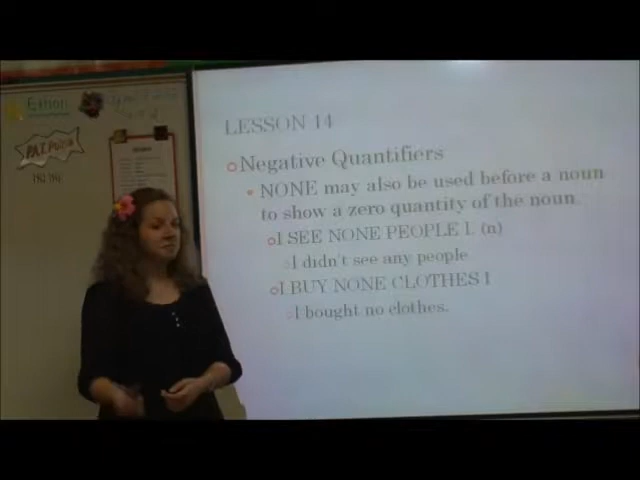 LESSON 14
Negative Quantifiers
NONE may also be used before a noun
to show a zero quantity of the noun.
I SEE NONE PEOPLE I. (n)
I didn't see any people
I BUY NONE CLOTHES I
I bought no clothes.